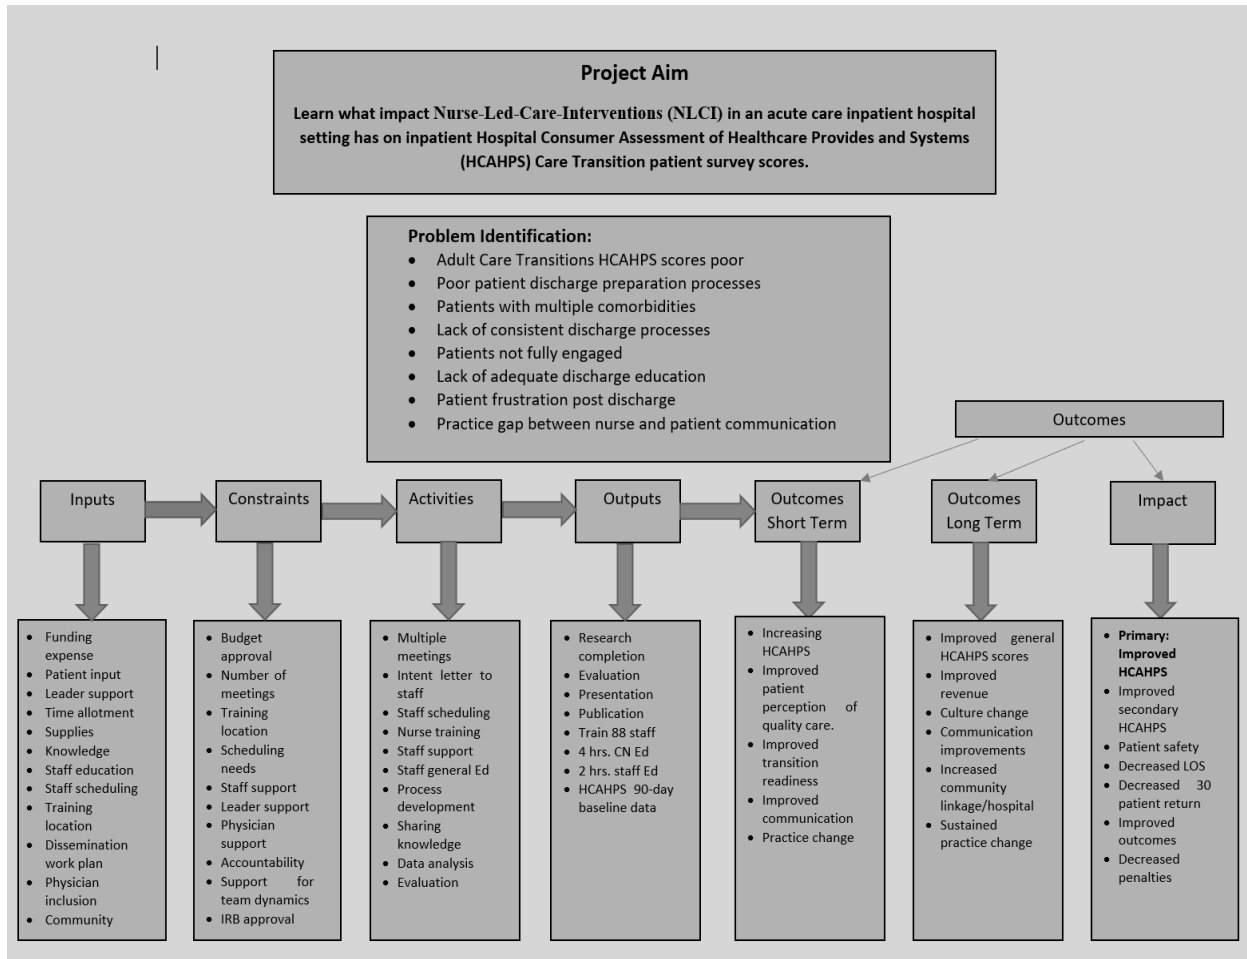 Project Aim
Learn what impact Nurse-Led-Care-Interventions (NLCI) in an acute care inpatient hospital
setting has on inpatient Hospital Consumer Assessment of Healthcare Provides and Systems
(HCAHPS) Care Transition patient survey scores.
Problem Identification:
• Adult Care Transitions HCAHPS scores poor
• Poor patient discharge preparation processes
• Patients with multiple comorbidities
• Lack of consistent discharge processes
• Patients not fully engaged
• Lack of adequate discharge education
• Patient frustration post discharge
• Practice gap between nurse and patient communication
Outcomes
Inputs
Constraints
Activities
Outputs
Outcomes
Short Term
Outcomes
Long Term
Impact
• Funding
expense
• Patient input
• Leader support
• Time allotment
• Supplies
• Knowledge
• Staff education
• Staff scheduling
• Training
location
• Dissemination
work plan
• Physician
inclusion
• Community
• Budget
approval
• Number of
meetings
• Training
location
• Scheduling
needs
• Staff support
• Leader support
• Physician
support
• Accountability
• Support for
team dynamics
• IRB approval
• Multiple
meetings
• Intent letter to
staff
• Staff scheduling
• Nurse training
• Staff support
• Staff general Ed
• Process
development
• Sharing
knowledge
• Data analysis
• Evaluation
• Research
completion
• Evaluation
• Presentation
• Publication
• Train 88 staff
• 4 hrs. CN Ed
• 2 hrs. staff Ed
• HCAHPS 90-day
baseline data
• Increasing
HCAHPS
• Improved
patient
perception of
quality care.
• Improved
transition
readiness
• Improved
communication
• Practice change
• Improved general
HCAHPS scores
• Improved
revenue
• Culture change
• Communication
improvements
• Increased
community
linkage/hospital
• Sustained
practice change
• Primary:
Improved
HCAHPS
• Improved
secondary
HCAHPS
• Patient safety
• Decreased LOS
• Decreased 30
patient return
• Improved
outcomes
• Decreased
penalties